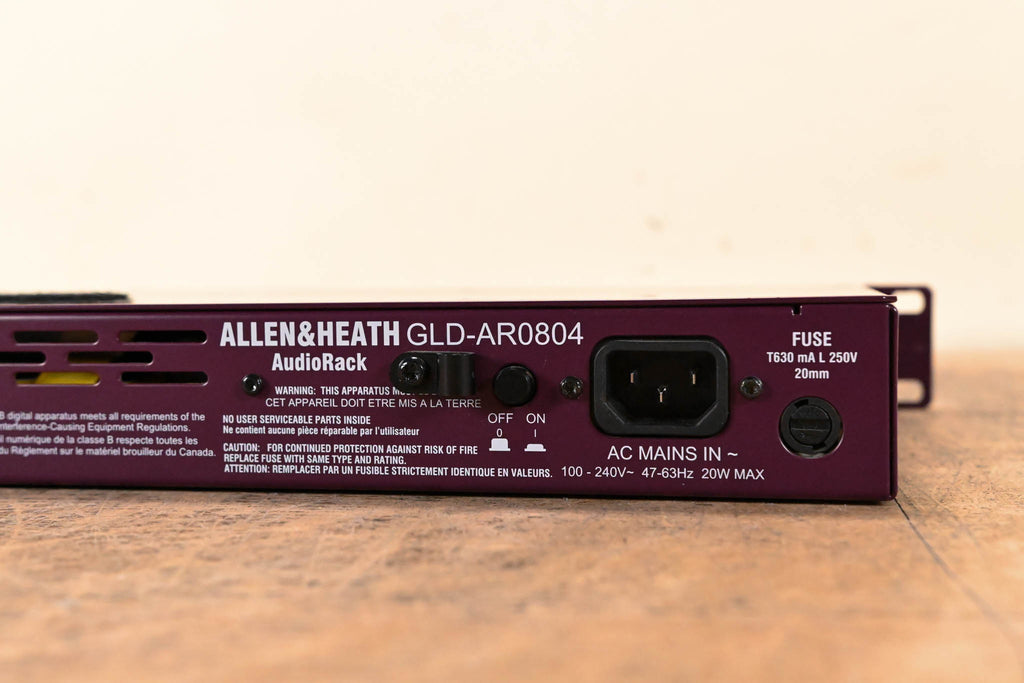 ALLEN&HEATH GLD-AR0804
AudioRack
WARNING: THIS APPARATUS
CET APPAREIL DOIT ETRE MIS A LA TERRE
B digital apparatus meets all requirements of the
Interference-Causing Equipment Regulations.
numérique de la classe B respecte toutes les
du Règlement sur le matériel brouilleur du Canada.
NO USER SERVICEABLE PARTS INSIDE
Ne contient aucune pièce réparable par l'utilisateur
CAUTION: FOR CONTINUED PROTECTION AGAINST RISK OF FIRE
REPLACE FUSE WITH SAME TYPE AND RATING.
ATTENTION: REMPLACER PAR UN FUSIBLE STRICTEMENT IDENTIQUE EN VALEURS.
OFF ON
0 I
AC MAINS IN ~
100 - 240V~ 47-63Hz 20W MAX
FUSE
T630 mA L 250V
20mm